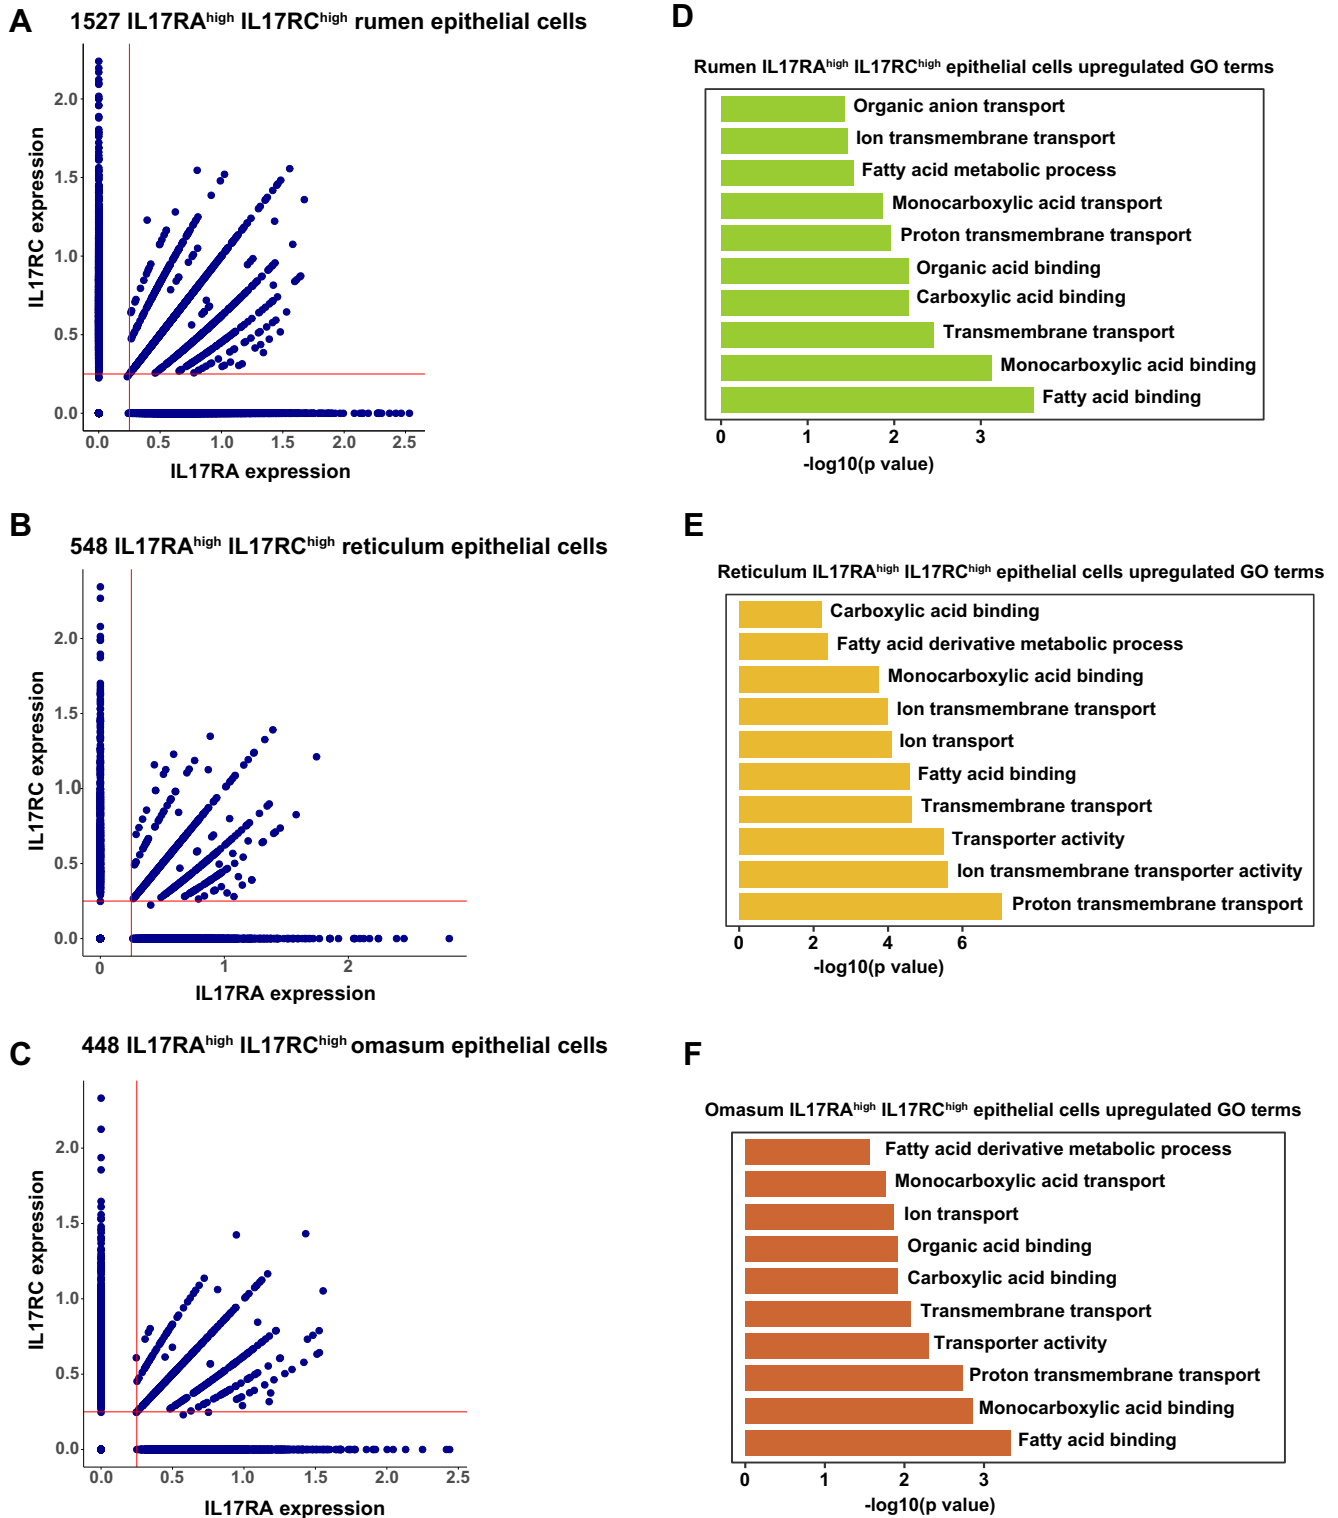 A
1527 IL17RAhigh IL17RChigh rumen epithelial cells
IL17RC expression
2.0
1.5
1.0
0.5
0.0
0.0 0.5 1.0 1.5 2.0 2.5
IL17RA expression
D
Rumen IL17RAhigh IL17RChigh epithelial cells upregulated GO terms
Organic anion transport
Ion transmembrane transport
Fatty acid metabolic process
Monocarboxylic acid transport
Proton transmembrane transport
Organic acid binding
Carboxylic acid binding
Transmembrane transport
Monocarboxylic acid binding
Fatty acid binding
0 1 2 3
-log10(p value)
B
548 IL17RAhigh IL17RChigh reticulum epithelial cells
IL17RC expression
2.0
1.5
1.0
0.5
0.0
0 1 2
IL17RA expression
E
Reticulum IL17RAhigh IL17RChigh epithelial cells upregulated GO terms
Carboxylic acid binding
Fatty acid derivative metabolic process
Monocarboxylic acid binding
Ion transmembrane transport
Ion transport
Fatty acid binding
Transmembrane transport
Transporter activity
Ion transmembrane transporter activity
Proton transmembrane transport
0 2 4 6
-log10(p value)
C
448 IL17RAhigh IL17RChigh omasum epithelial cells
IL17RC expression
2.0
1.5
1.0
0.5
0.0
0.0 0.5 1.0 1.5 2.0 2.5
IL17RA expression
F
Omasum IL17RAhigh IL17RChigh epithelial cells upregulated GO terms
Fatty acid derivative metabolic process
Monocarboxylic acid transport
Ion transport
Organic acid binding
Carboxylic acid binding
Transmembrane transport
Transporter activity
Proton transmembrane transport
Monocarboxylic acid binding
Fatty acid binding
0 1 2 3
-log10(p value)